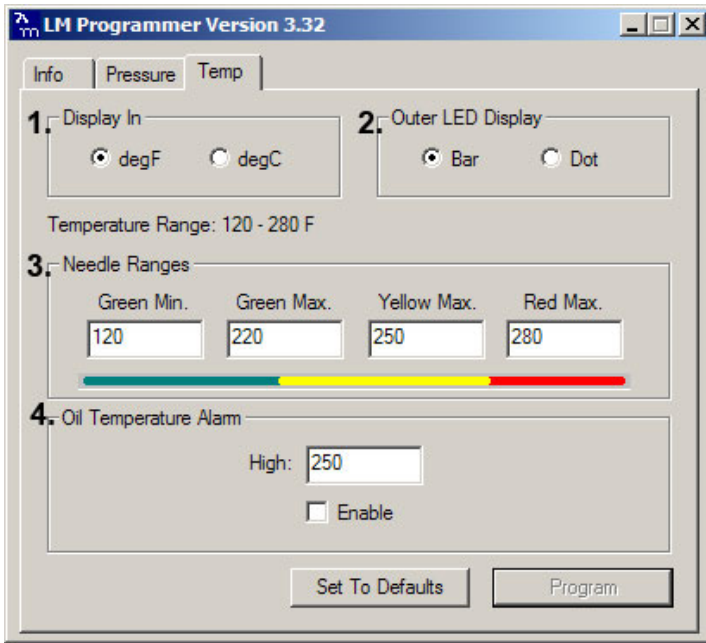 LM Programmer Version 3.32
Info Pressure Temp
1. Display In
degF degC
2. Outer LED Display
Bar Dot
Temperature Range: 120 - 280 F
3. Needle Ranges
Green Min. Green Max. Yellow Max. Red Max.
120 220 250 280
4. Oil Temperature Alarm
High: 250
Enable
Set To Defaults Program